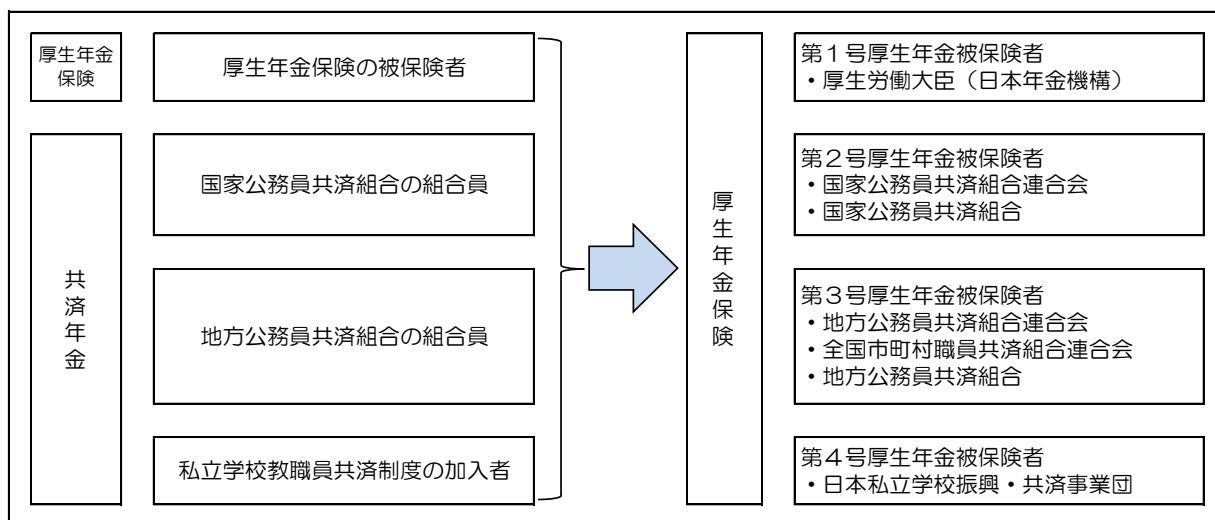 厚生年金
保険
厚生年金保険の被保険者
共済年金
国家公務員共済組合の組合員
地方公務員共済組合の組合員
私立学校教職員共済制度の加入者
厚生年金保険
第1号厚生年金被保険者
・厚生労働大臣（日本年金機構）
第2号厚生年金被保険者
・国家公務員共済組合連合会
・国家公務員共済組合
第3号厚生年金被保険者
・地方公務員共済組合連合会
・全国市町村職員共済組合連合会
・地方公務員共済組合
第4号厚生年金被保険者
・日本私立学校振興・共済事業団